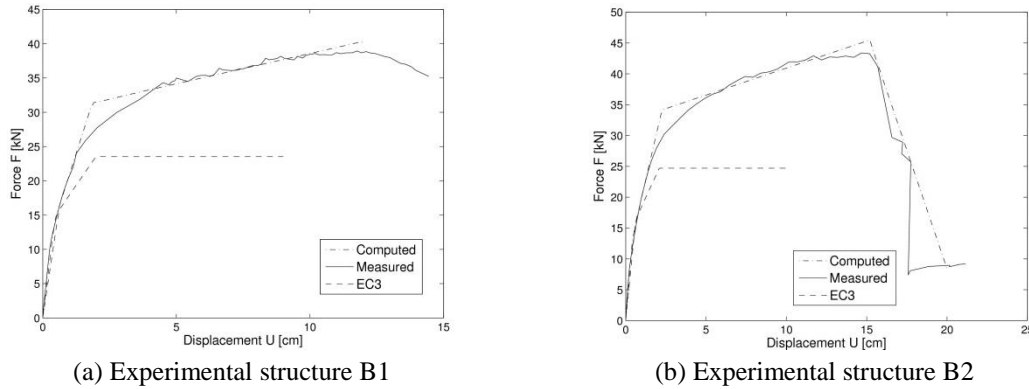 45
40
35
30
25
20
15
10
5
0
Force F [kN]
0
5
10
15
Displacement U [cm]
Computed
Measured
EC3
(a) Experimental structure B1
50
45
40
35
30
25
20
15
10
5
0
Force F [kN]
0
5
10
15
20
25
Displacement U [cm]
Computed
Measured
EC3
(b) Experimental structure B2